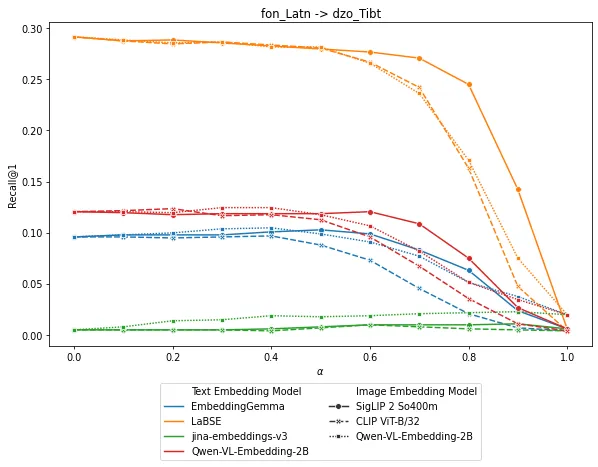 fon_Latn -> dzo_Tibt
0.30
0.25
0.20
0.15
0.10
0.05
0.00
Recall@1
0.0 0.2 0.4 0.6 0.8 1.0
α
Text Embedding Model
EmbeddingGemma
LaBSE
jina-embeddings-v3
Qwen-VL-Embedding-2B
Image Embedding Model
SigLIP 2 So400m
CLIP ViT-B/32
Qwen-VL-Embedding-2B